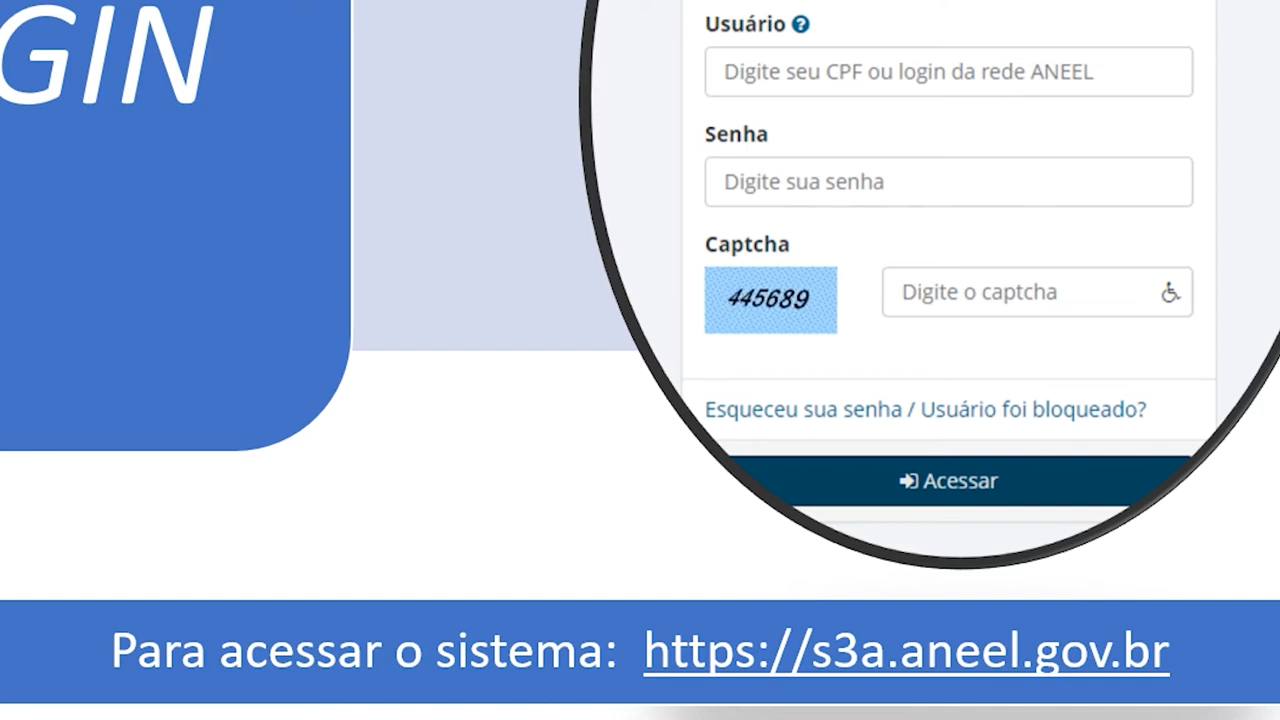 GIN
Usuário ?
Digite seu CPF ou login da rede ANEEL
Senha
Digite sua senha
Captcha
445689
Digite o captcha
Esqueceu sua senha / Usuário foi bloqueado?
Acessar
Para acessar o sistema: https://s3a.aneel.gov.br